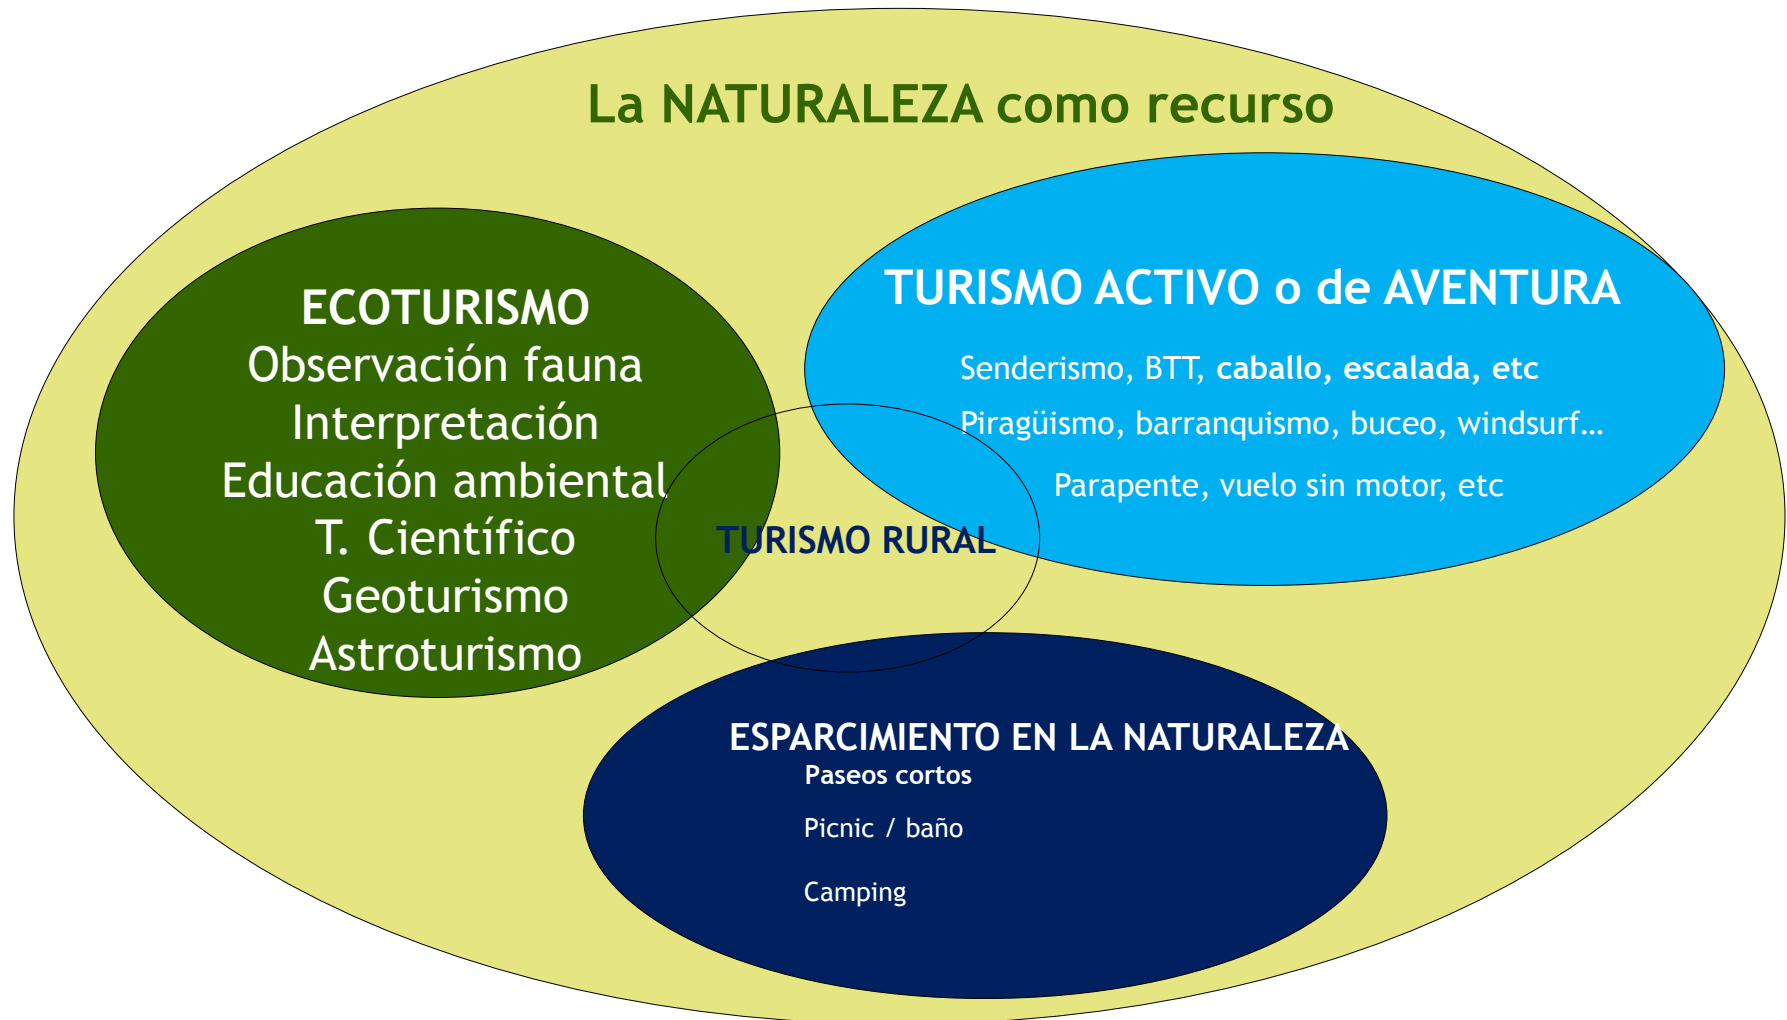 La NATURALEZA como recurso
ECOTURISMO
Observación fauna
Interpretación
Educación ambiental
T. Científico
Geoturismo
Astroturismo
TURISMO ACTIVO o de AVENTURA
Senderismo, BTT, caballo, escalada, etc
Piragüismo, barranquismo, buceo, windsurf…
Parapente, vuelo sin motor, etc
TURISMO RURAL
ESPARCIMIENTO EN LA NATURALEZA
Paseos cortos
Picnic / baño
Camping